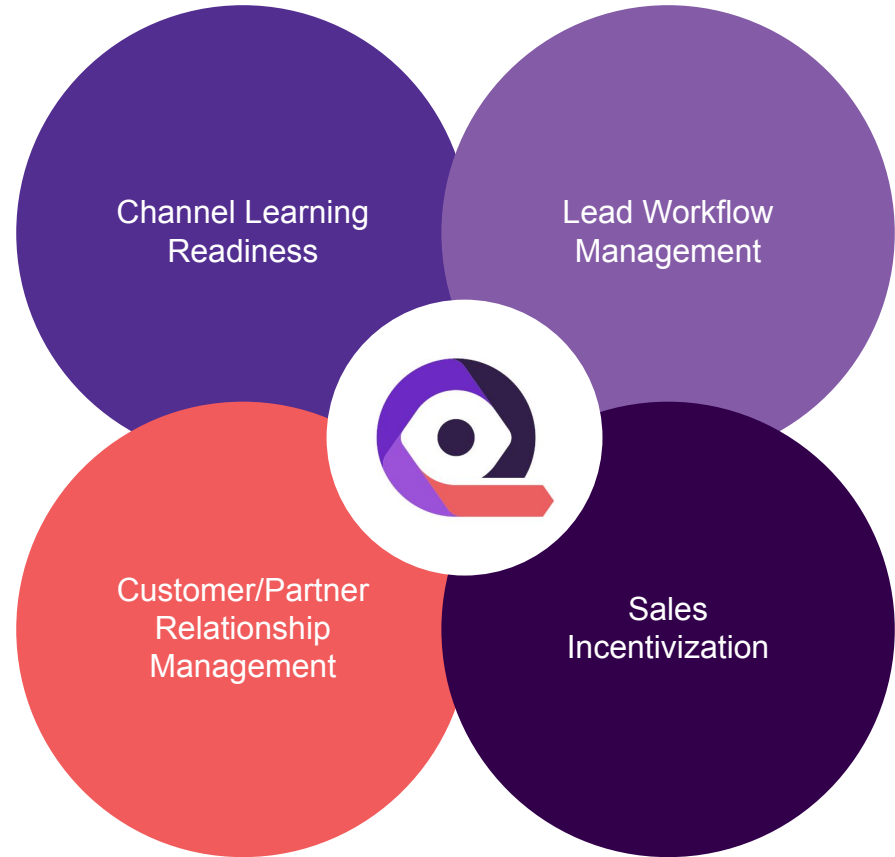 Channel Learning
Readiness
Lead Workflow
Management
Customer/Partner
Relationship
Management
Sales
Incentivization